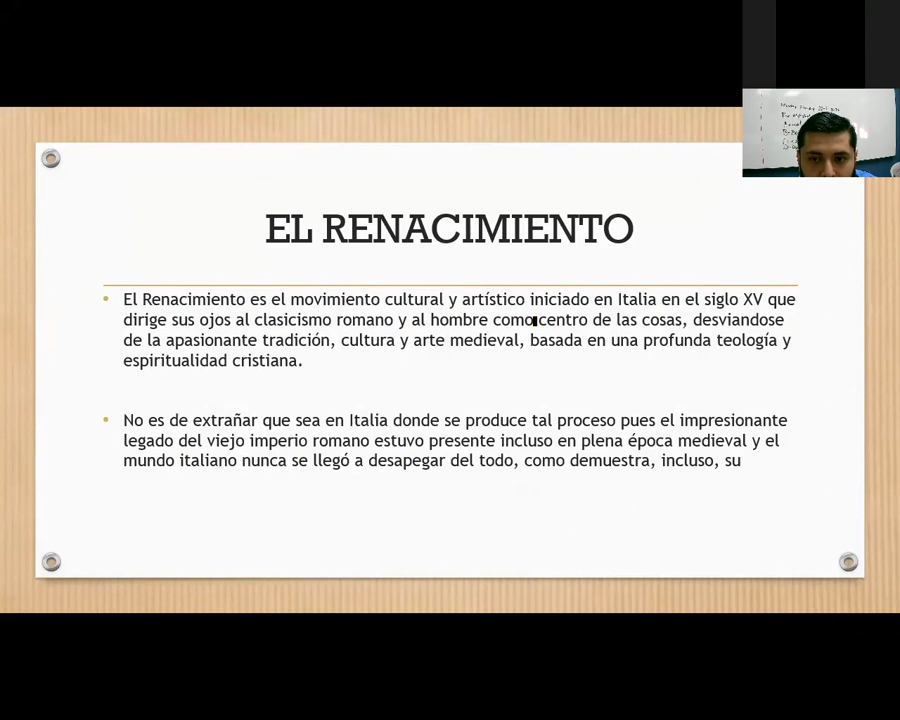 EL RENACIMIENTO
• El Renacimiento es el movimiento cultural y artístico iniciado en Italia en el siglo XV que
dirige sus ojos al clasicismo romano y al hombre como centro de las cosas, desviandose
de la apasionante tradición, cultura y arte medieval, basada en una profunda teología y
espiritualidad cristiana.
• No es de extrañar que sea en Italia donde se produce tal proceso pues el impresionante
legado del viejo imperio romano estuvo presente incluso en plena época medieval y el
mundo italiano nunca se llegó a desapegar del todo, como demuestra, incluso, su